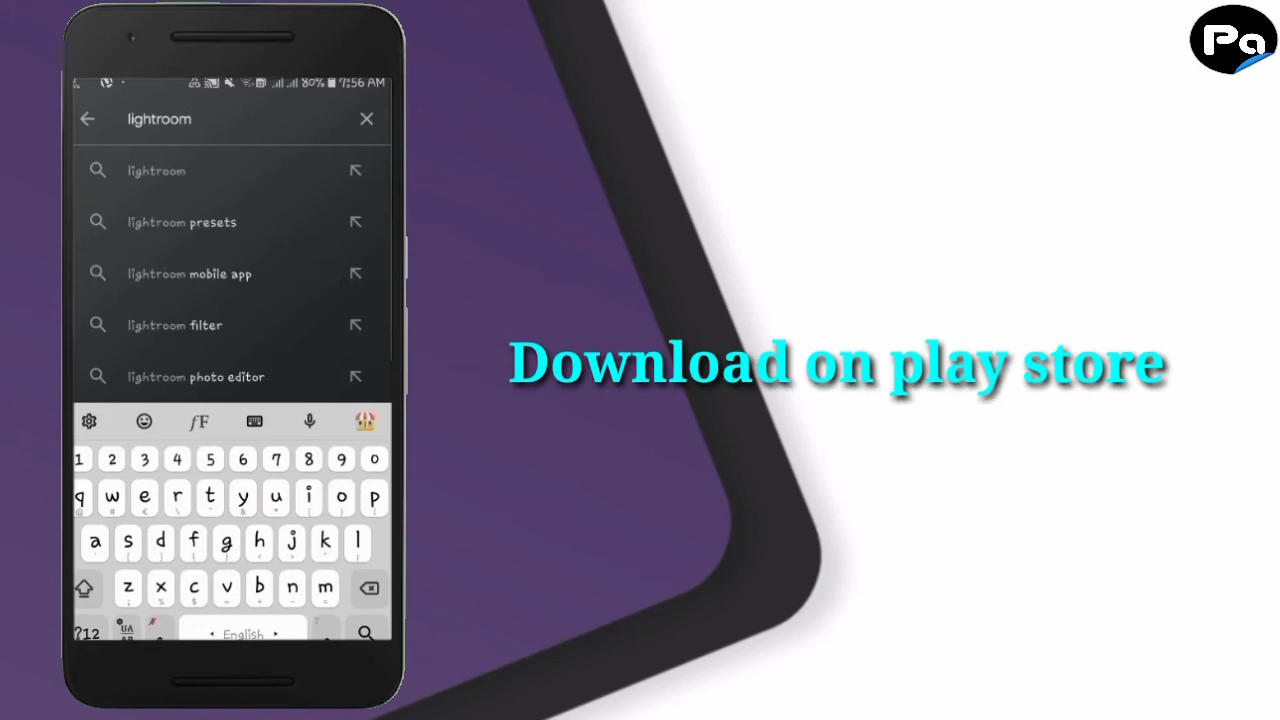 Pa
80% 7:56 AM
lightroom
lightroom
lightroom presets
lightroom mobile app
lightroom filter
lightroom photo editor
Download on play store
fF
1 2 3 4 5 6 7 8 9 0
q w e r t y u i o p
a s d f g h j k l
z x c v b n m
?12 English